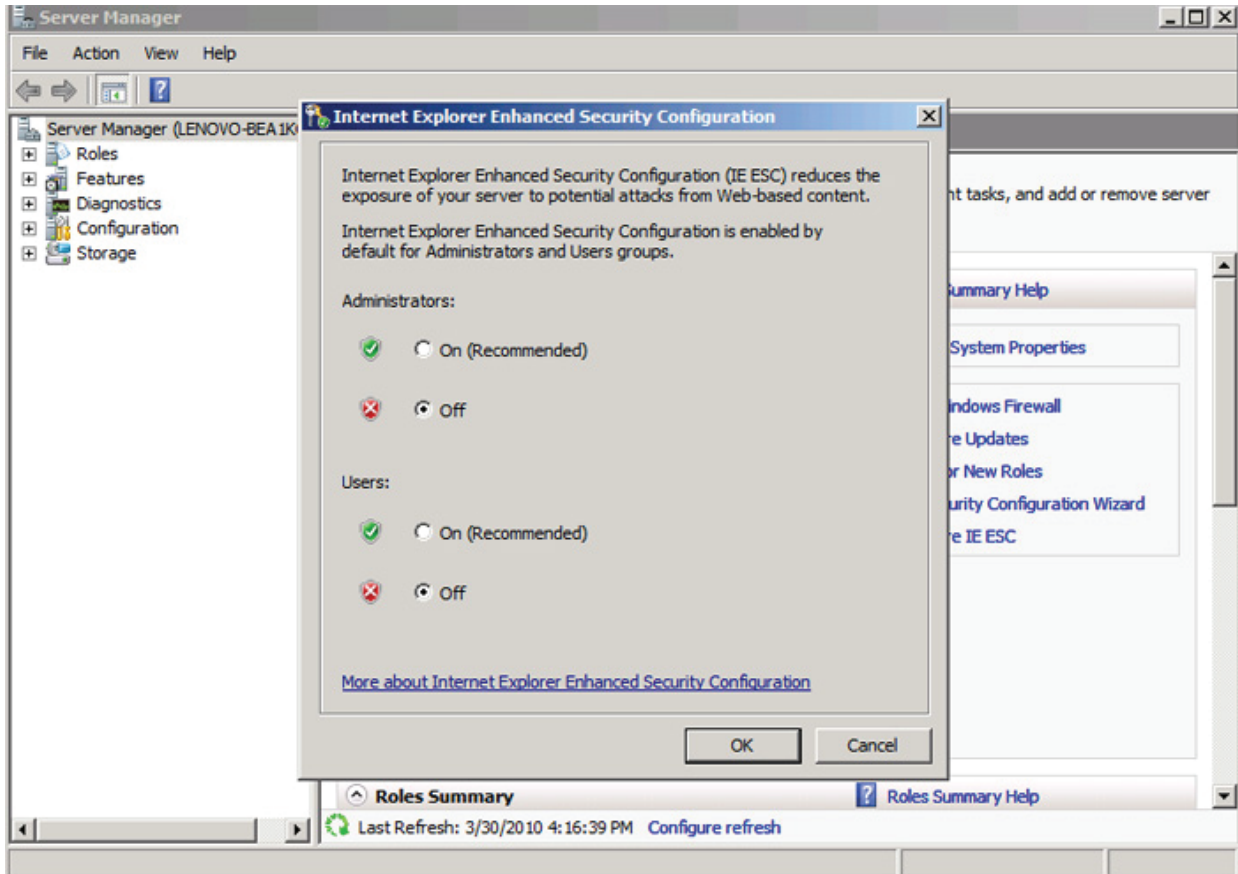 Server Manager
File Action View Help
Server Manager (LENOVO-BEA1K
Roles
Features
Diagnostics
Configuration
Storage
Internet Explorer Enhanced Security Configuration
Internet Explorer Enhanced Security Configuration (IE ESC) reduces the
exposure of your server to potential attacks from Web-based content.
Internet Explorer Enhanced Security Configuration is enabled by
default for Administrators and Users groups.
Administrators:
On (Recommended)
Off
Users:
On (Recommended)
Off
More about Internet Explorer Enhanced Security Configuration
OK Cancel
nt tasks, and add or remove server
Summary Help
System Properties
indows Firewall
re Updates
or New Roles
urity Configuration Wizard
re IE ESC
Roles Summary Roles Summary Help
Last Refresh: 3/30/2010 4:16:39 PM Configure refresh